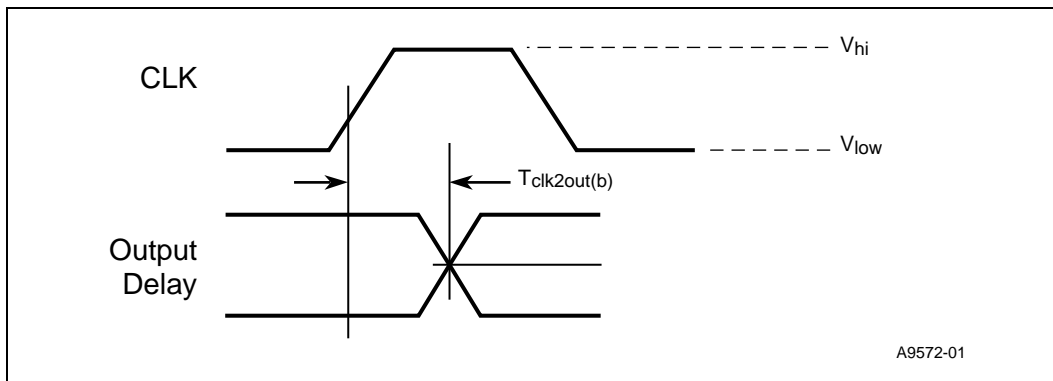 Vhi
CLK
Vlow
Tclk2out(b)
Output
Delay
A9572-01